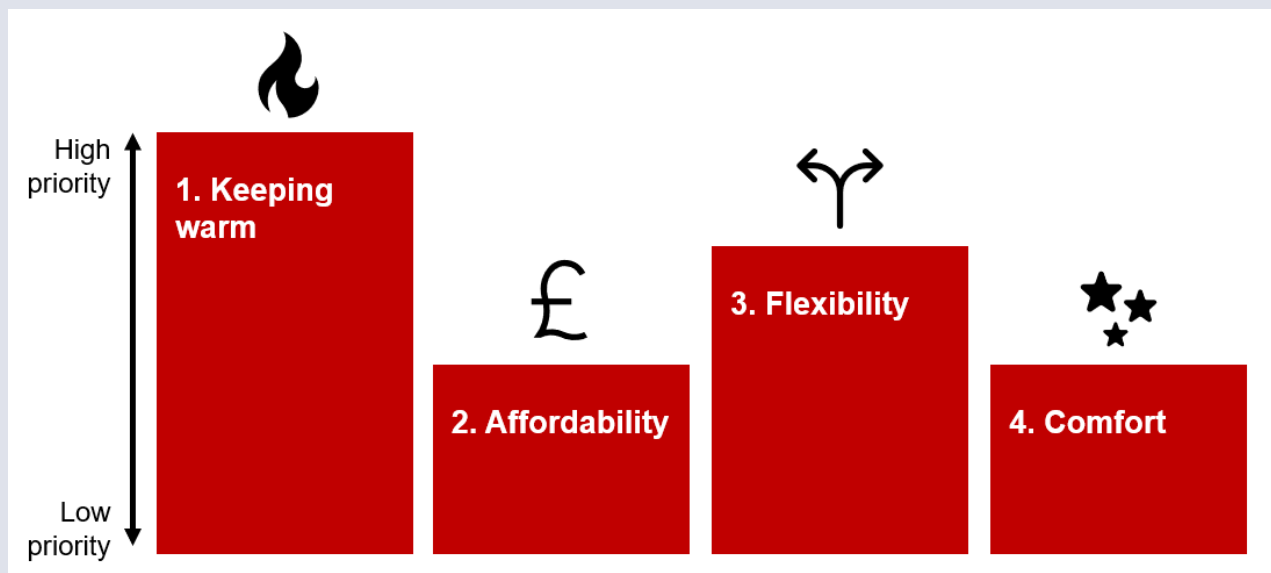 High
priority
1. Keeping
warm
£
3. Flexibility
2. Affordability
4. Comfort
Low
priority